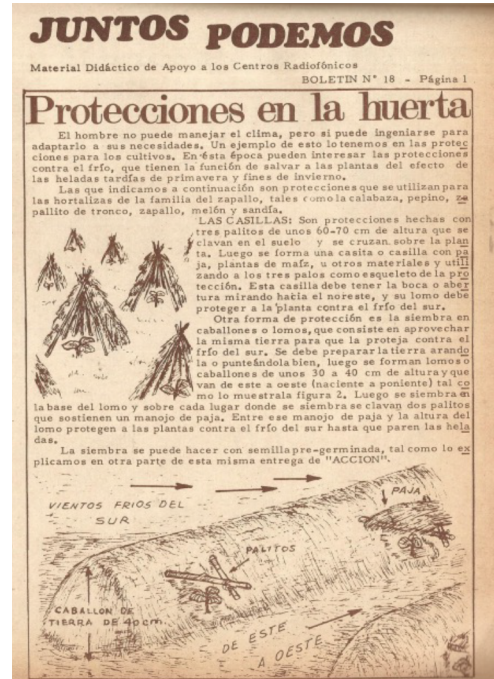 JUNTOS PODEMOS
Material Didáctico de Apoyo a los Centros Radiofónicos
BOLETIN N° 18 - Página 1
Protecciones en la huerta
El hombre no puede manejar el clima, pero si puede ingeniarse para
adaptarlo a sus necesidades. Un ejemplo de esto lo tenemos en las protec
ciones para los cultivos. En ésta época pueden interesar las protecciones
contra el frío, que tienen la función de salvar a las plantas del efecto de
las heladas tardías de primavera y fines de invierno.
Las que indicamos a continuación son protecciones que se utilizan para
las hortalizas de la familia del zapallo, tales como la calabaza, pepino, za
pallito de tronco, zapallo, melón y sandía.
LAS CASILLAS: Son protecciones hechas con
tres palitos de unos 60-70 cm de altura que se
clavan en el suelo y se cruzan sobre la plan
ta. Luego se forma una casita o casilla con pa
ja, plantas de maíz, u otros materiales y utili
zando a los tres palos como esqueleto de la pro
tección. Esta casilla debe tener la boca o aber
tura mirando hacia el noreste, y su lomo debe
proteger a la planta contra el frío del sur.
Otra forma de protección es la siembra en
caballones o lomos, que consiste en aprovechar
la misma tierra para que la proteja contra el
frío del sur. Se debe preparar la tierra arando
la o punteándola bien, luego se forman lomos o
caballones de unos 30 a 40 cm de altura y que
van de este a oeste (naciente a poniente) tal co
mo lo muestra la figura 2. Luego se siembra en
la base del lomo y sobre cada lugar donde se siembra se clavan dos palitos
que sostienen un manojo de paja. Entre ese manojo de paja y la altura del
lomo protegen a las plantas contra el frío del sur hasta que paren las hela
das.
La siembra se puede hacer con semilla pre-germinada, tal como lo ex
plicamos en otra parte de esta misma entrega de "ACCION".
VIENTOS FRIOS DEL
SUR
PAJA
PALITOS
CABALLON DE
TIERRA DE 40 cm.
DE ESTE
A OESTE